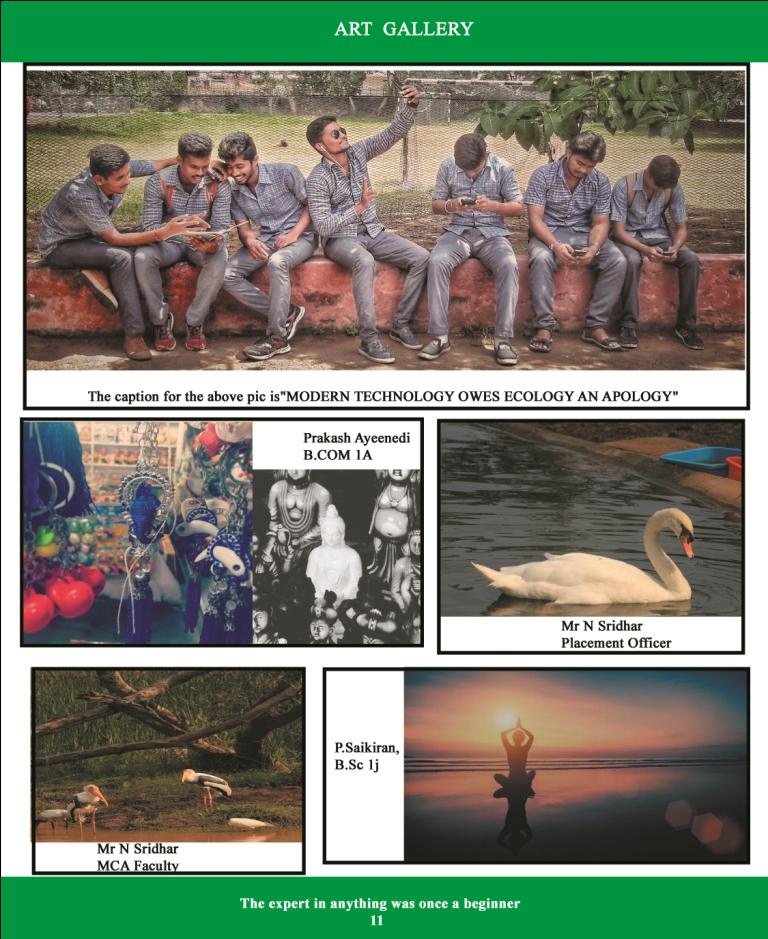 ART GALLERY
The caption for the above pic is"MODERN TECHNOLOGY OWES ECOLOGY AN APOLOGY"
Prakash Ayeenedi
B.COM 1A
Mr N Sridhar
Placement Officer
P.Saikiran,
B.Sc 1j
Mr N Sridhar
MCA Faculty
The expert in anything was once a beginner
11